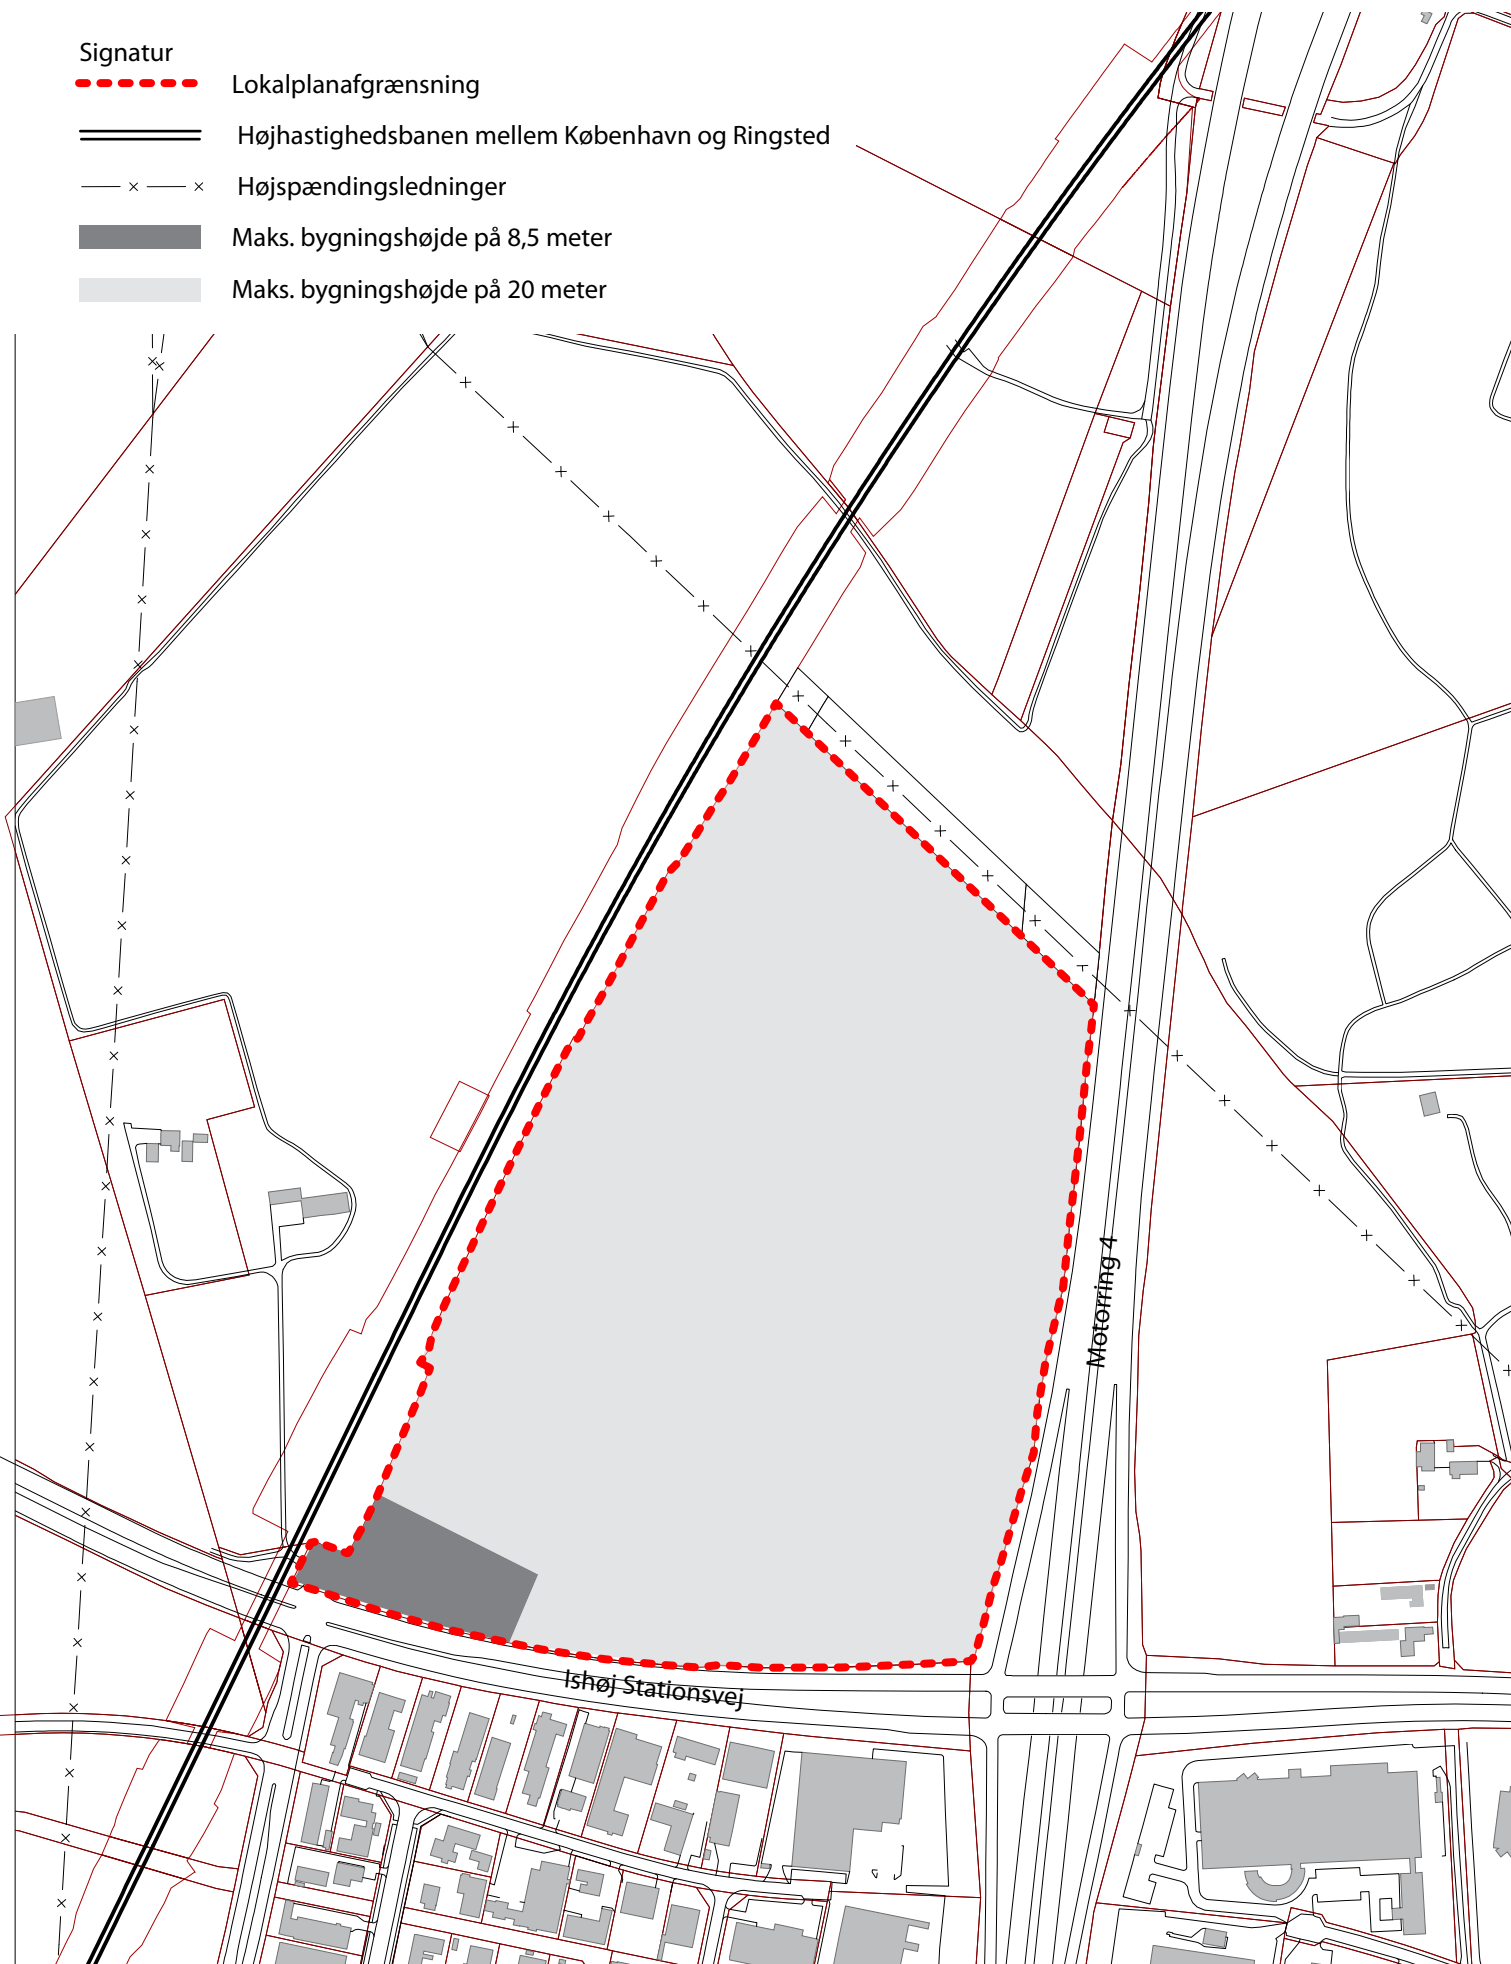 Signatur
Lokalplanafgrænsning
Højhastighedsbanen mellem København og Ringsted
Højspændingsledninger
Maks. bygningshøjde på 8,5 meter
Maks. bygningshøjde på 20 meter
Motorring 4
Ishøj Stationsvej